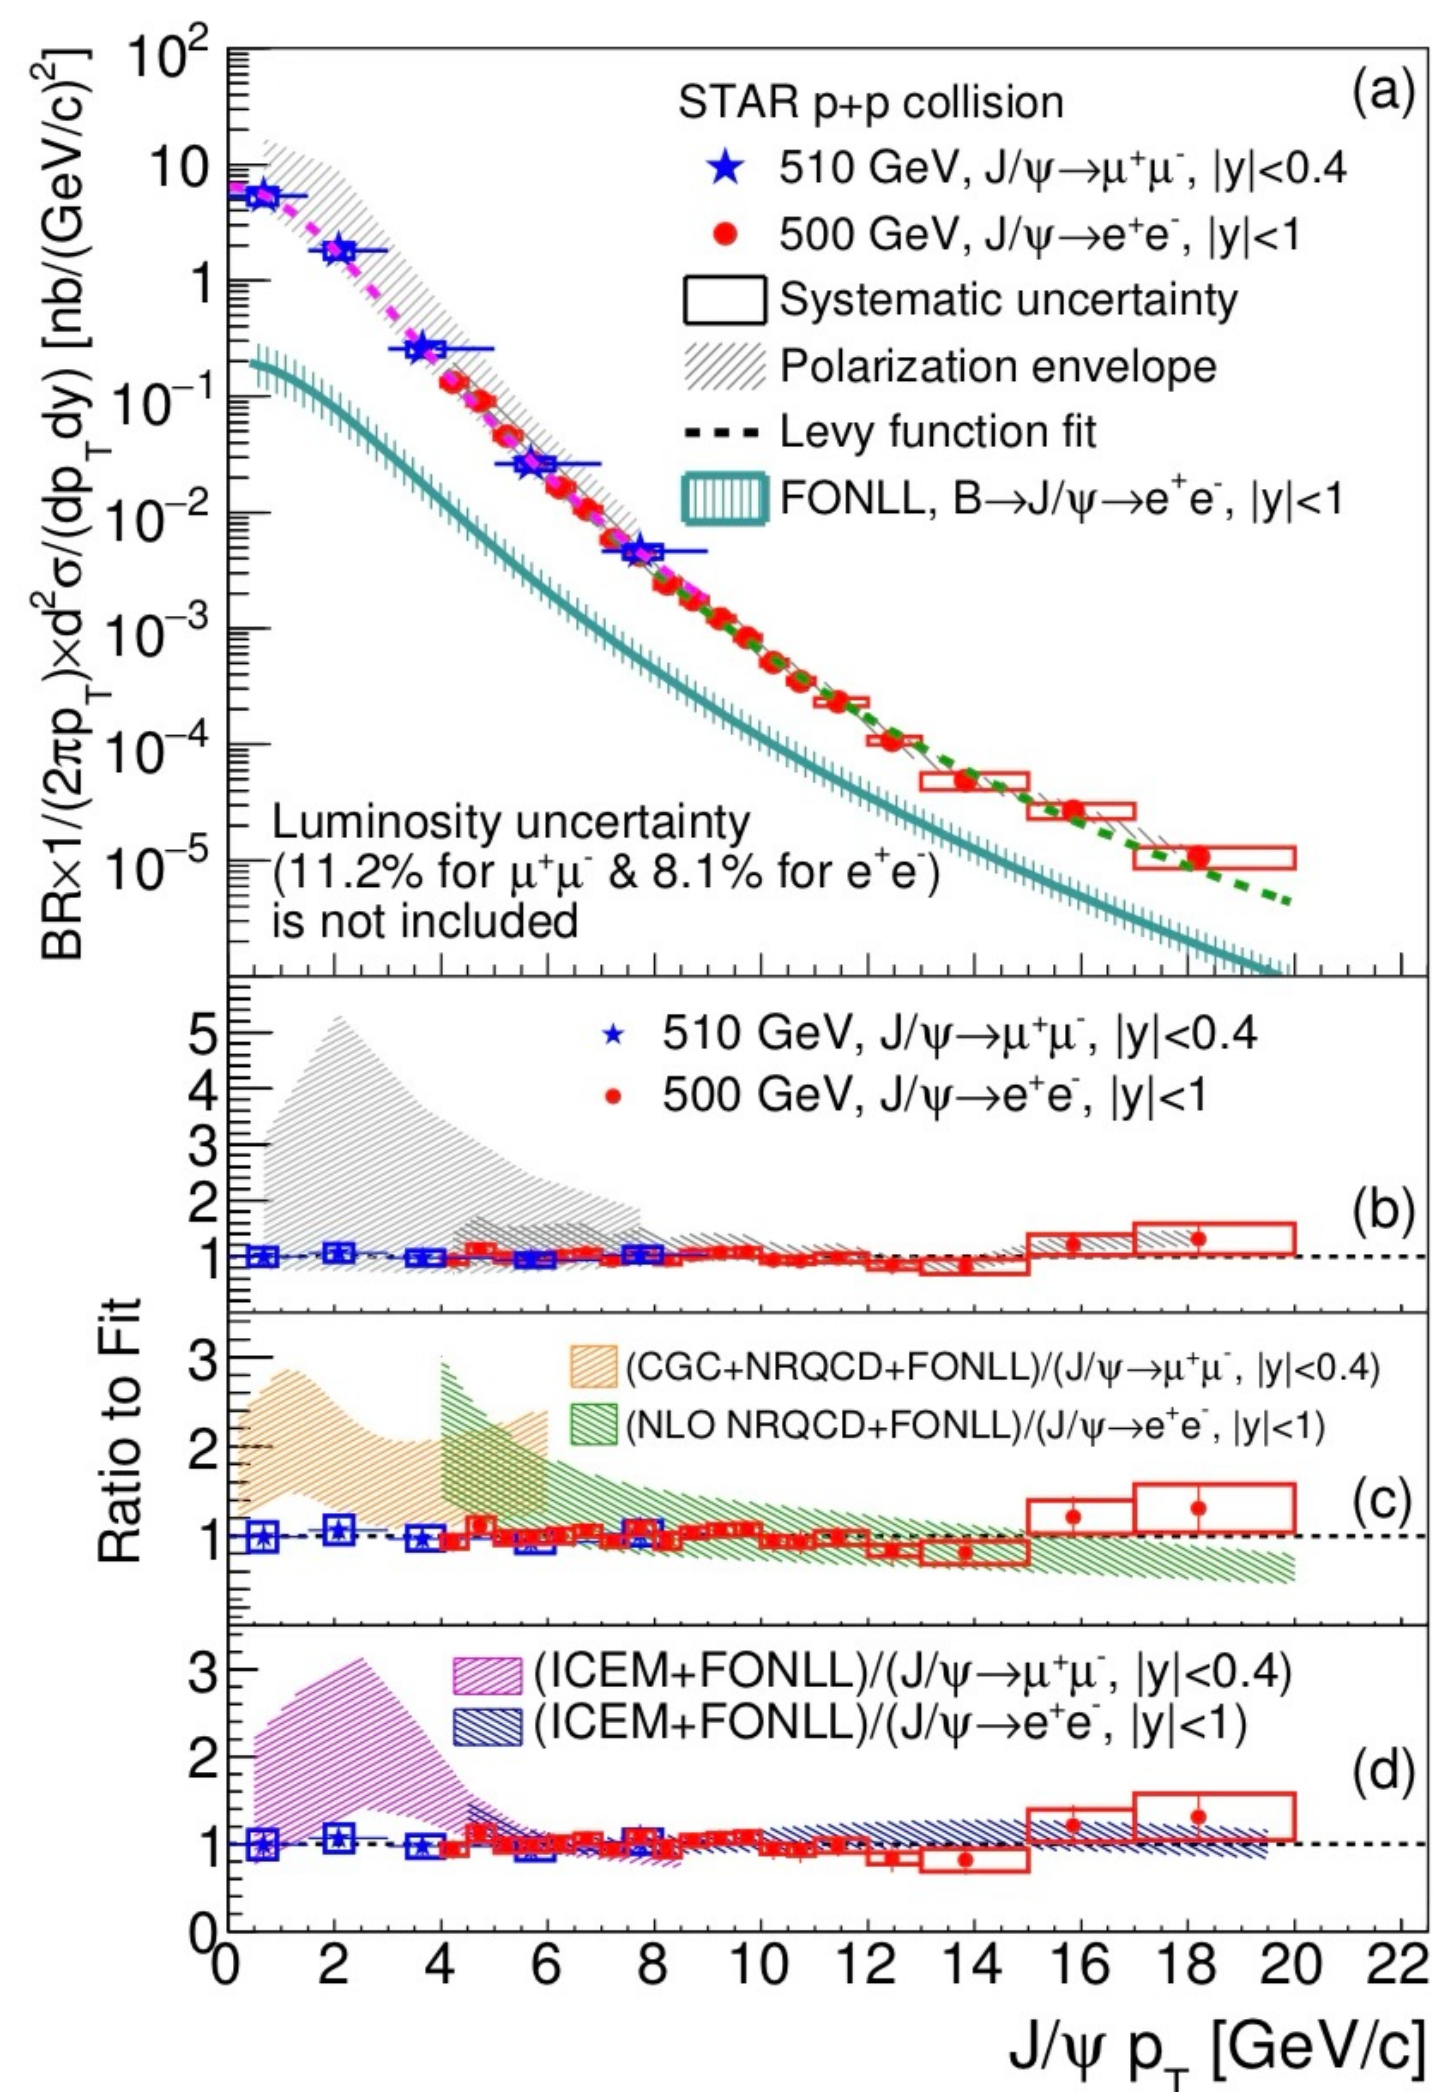 BR×1/(2πp_T)×d²σ/(dp_T dy) [nb/(GeV/c)²]
10²
10
1
10⁻¹
10⁻²
10⁻³
10⁻⁴
10⁻⁵
(a)
STAR p+p collision
510 GeV, J/ψ→μ⁺μ⁻, |y|<0.4
500 GeV, J/ψ→e⁺e⁻, |y|<1
Systematic uncertainty
Polarization envelope
Levy function fit
FONLL, B→J/ψ→e⁺e⁻, |y|<1
Luminosity uncertainty
(11.2% for μ⁺μ⁻ & 8.1% for e⁺e⁻)
is not included
Ratio to Fit
5
4
3
2
1
510 GeV, J/ψ→μ⁺μ⁻, |y|<0.4
500 GeV, J/ψ→e⁺e⁻, |y|<1
(b)
3
2
1
(CGC+NRQCD+FONLL)/(J/ψ→μ⁺μ⁻, |y|<0.4)
(NLO NRQCD+FONLL)/(J/ψ→e⁺e⁻, |y|<1)
(c)
3
2
1
0
(ICEM+FONLL)/(J/ψ→μ⁺μ⁻, |y|<0.4)
(ICEM+FONLL)/(J/ψ→e⁺e⁻, |y|<1)
(d)
0 2 4 6 8 10 12 14 16 18 20 22
J/ψ p_T [GeV/c]